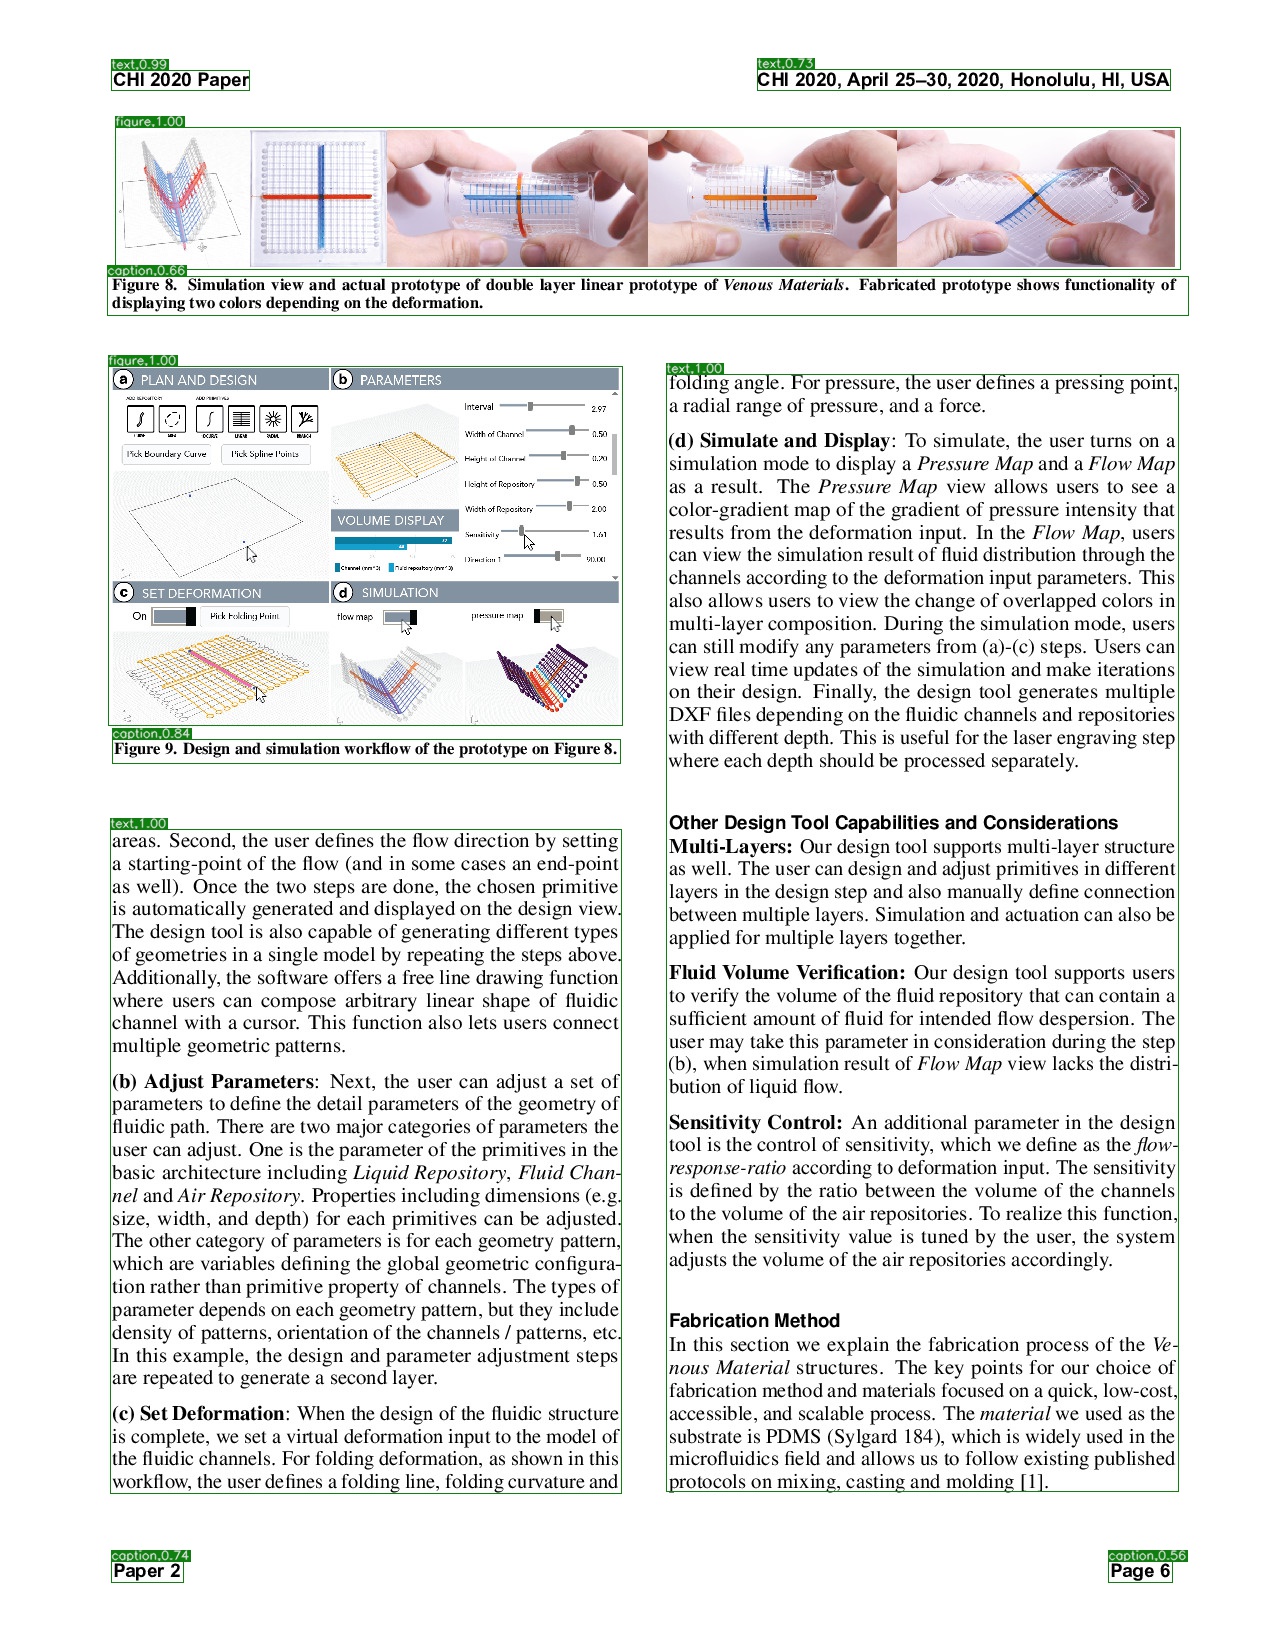 text,0.99
CHI 2020 Paper
text,0.73
CHI 2020, April 25–30, 2020, Honolulu, HI, USA
figure,1.00
caption,0.66
Figure 8. Simulation view and actual prototype of double layer linear prototype of Venous Materials. Fabricated prototype shows functionality of
displaying two colors depending on the deformation.
figure,1.00
a PLAN AND DESIGN
ADD REPOSITORY ADD PRIMITIVES
LINEAR RADIAL BRANCH
Pick Boundary Curve Pick Spline Points
b PARAMETERS
Interval 2.97
Width of Channel 0.50
Height of Channel 0.20
Height of Repository 0.50
Width of Repository 2.00
Sensitivity 1.61
Direction 1 90.00
VOLUME DISPLAY
Channel (mm^3) Fluid repository (mm^3)
c SET DEFORMATION
On Pick Folding Point
d SIMULATION
flow map pressure map
caption,0.84
Figure 9. Design and simulation workflow of the prototype on Figure 8.
text,1.00
areas. Second, the user defines the flow direction by setting
a starting-point of the flow (and in some cases an end-point
as well). Once the two steps are done, the chosen primitive
is automatically generated and displayed on the design view.
The design tool is also capable of generating different types
of geometries in a single model by repeating the steps above.
Additionally, the software offers a free line drawing function
where users can compose arbitrary linear shape of fluidic
channel with a cursor. This function also lets users connect
multiple geometric patterns.
(b) Adjust Parameters: Next, the user can adjust a set of
parameters to define the detail parameters of the geometry of
fluidic path. There are two major categories of parameters the
user can adjust. One is the parameter of the primitives in the
basic architecture including Liquid Repository, Fluid Chan-
nel and Air Repository. Properties including dimensions (e.g.
size, width, and depth) for each primitives can be adjusted.
The other category of parameters is for each geometry pattern,
which are variables defining the global geometric configura-
tion rather than primitive property of channels. The types of
parameter depends on each geometry pattern, but they include
density of patterns, orientation of the channels / patterns, etc.
In this example, the design and parameter adjustment steps
are repeated to generate a second layer.
(c) Set Deformation: When the design of the fluidic structure
is complete, we set a virtual deformation input to the model of
the fluidic channels. For folding deformation, as shown in this
workflow, the user defines a folding line, folding curvature and
text,1.00
folding angle. For pressure, the user defines a pressing point,
a radial range of pressure, and a force.
(d) Simulate and Display: To simulate, the user turns on a
simulation mode to display a Pressure Map and a Flow Map
as a result. The Pressure Map view allows users to see a
color-gradient map of the gradient of pressure intensity that
results from the deformation input. In the Flow Map, users
can view the simulation result of fluid distribution through the
channels according to the deformation input parameters. This
also allows users to view the change of overlapped colors in
multi-layer composition. During the simulation mode, users
can still modify any parameters from (a)-(c) steps. Users can
view real time updates of the simulation and make iterations
on their design. Finally, the design tool generates multiple
DXF files depending on the fluidic channels and repositories
with different depth. This is useful for the laser engraving step
where each depth should be processed separately.
Other Design Tool Capabilities and Considerations
Multi-Layers: Our design tool supports multi-layer structure
as well. The user can design and adjust primitives in different
layers in the design step and also manually define connection
between multiple layers. Simulation and actuation can also be
applied for multiple layers together.
Fluid Volume Verification: Our design tool supports users
to verify the volume of the fluid repository that can contain a
sufficient amount of fluid for intended flow despersion. The
user may take this parameter in consideration during the step
(b), when simulation result of Flow Map view lacks the distri-
bution of liquid flow.
Sensitivity Control: An additional parameter in the design
tool is the control of sensitivity, which we define as the flow-
response-ratio according to deformation input. The sensitivity
is defined by the ratio between the volume of the channels
to the volume of the air repositories. To realize this function,
when the sensitivity value is tuned by the user, the system
adjusts the volume of the air repositories accordingly.
Fabrication Method
In this section we explain the fabrication process of the Ve-
nous Material structures. The key points for our choice of
fabrication method and materials focused on a quick, low-cost,
accessible, and scalable process. The material we used as the
substrate is PDMS (Sylgard 184), which is widely used in the
microfluidics field and allows us to follow existing published
protocols on mixing, casting and molding [1].
caption,0.74
Paper 2
caption,0.56
Page 6